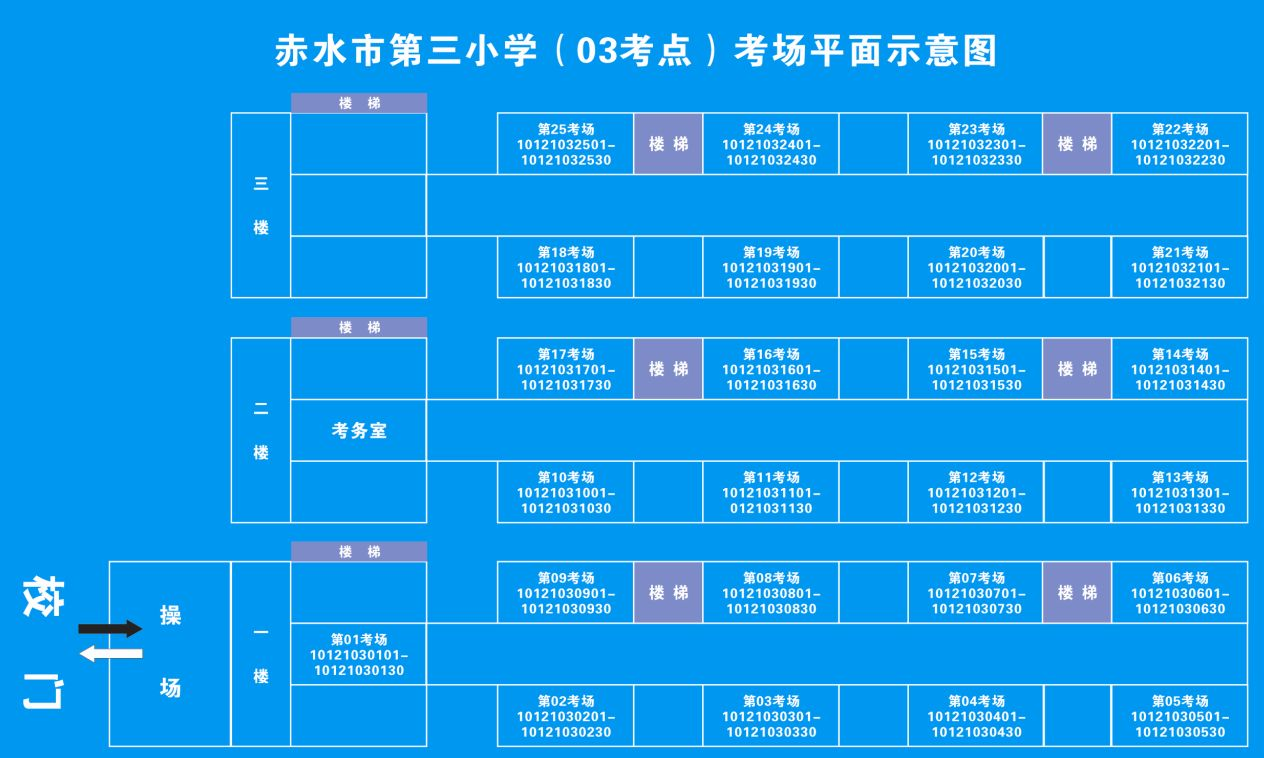 赤水市第三小学（03考点）考场平面示意图
楼 梯
三
楼
第25考场
10121032501-
10121032530
楼 梯
第24考场
10121032401-
10121032430
第23考场
10121032301-
10121032330
楼 梯
第22考场
10121032201-
10121032230
第18考场
10121031801-
10121031830
第19考场
10121031901-
10121031930
第20考场
10121032001-
10121032030
第21考场
10121032101-
10121032130
楼 梯
二
楼
第17考场
10121031701-
10121031730
楼 梯
第16考场
10121031601-
10121031630
第15考场
10121031501-
10121031530
楼 梯
第14考场
10121031401-
10121031430
考务室
第10考场
10121031001-
10121031030
第11考场
10121031101-
0121031130
第12考场
10121031201-
10121031230
第13考场
10121031301-
10121031330
楼 梯
校
门
操
场
一
楼
第09考场
10121030901-
10121030930
楼 梯
第08考场
10121030801-
10121030830
第07考场
10121030701-
10121030730
楼 梯
第06考场
10121030601-
10121030630
第01考场
10121030101-
10121030130
第02考场
10121030201-
10121030230
第03考场
10121030301-
10121030330
第04考场
10121030401-
10121030430
第05考场
10121030501-
10121030530